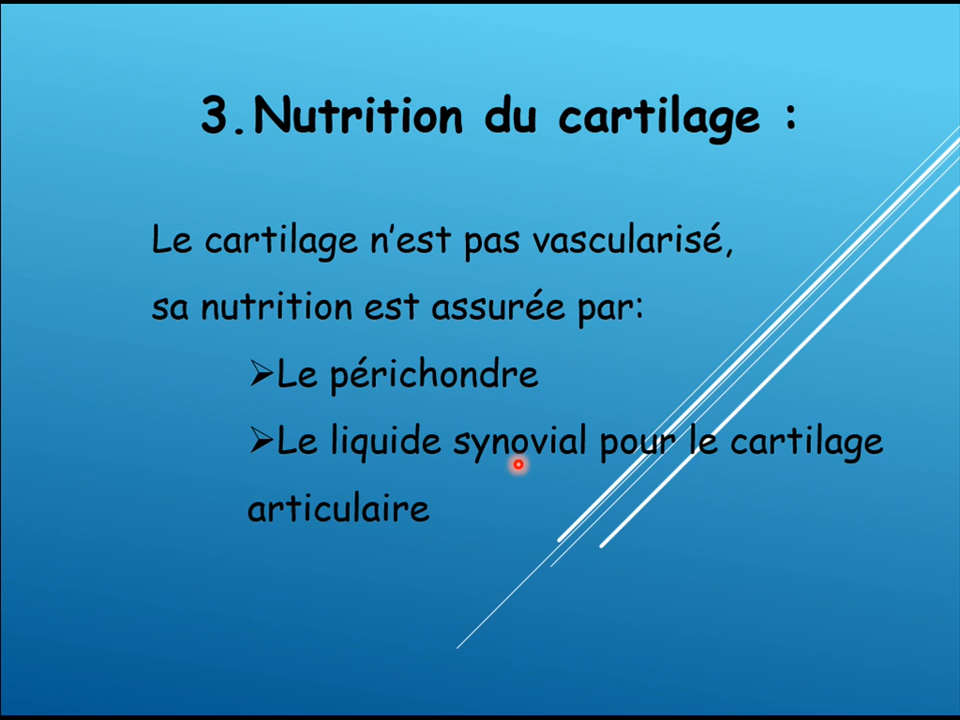 3.Nutrition du cartilage :
Le cartilage n’est pas vascularisé,
sa nutrition est assurée par:
➢Le périchondre
➢Le liquide synovial pour le cartilage
articulaire